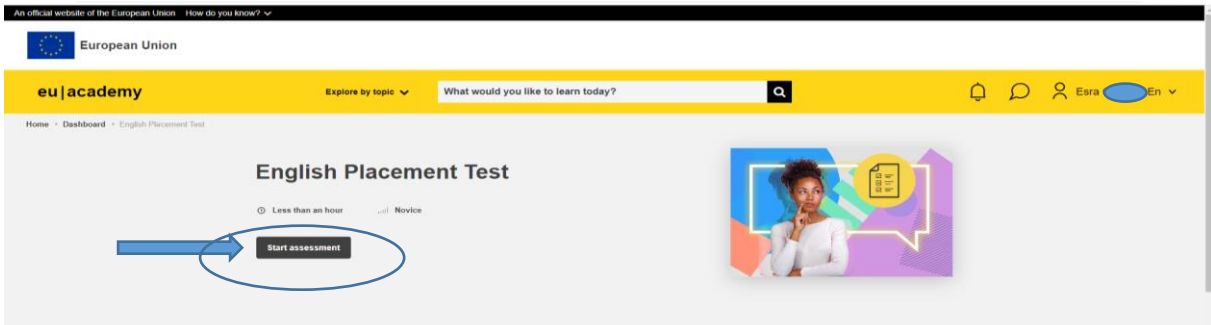 An official website of the European Union How do you know?
European Union
eu|academy Explore by topic What would you like to learn today? Esra En
Home Dashboard English Placement Test
English Placement Test
Less than an hour Novice
Start assessment